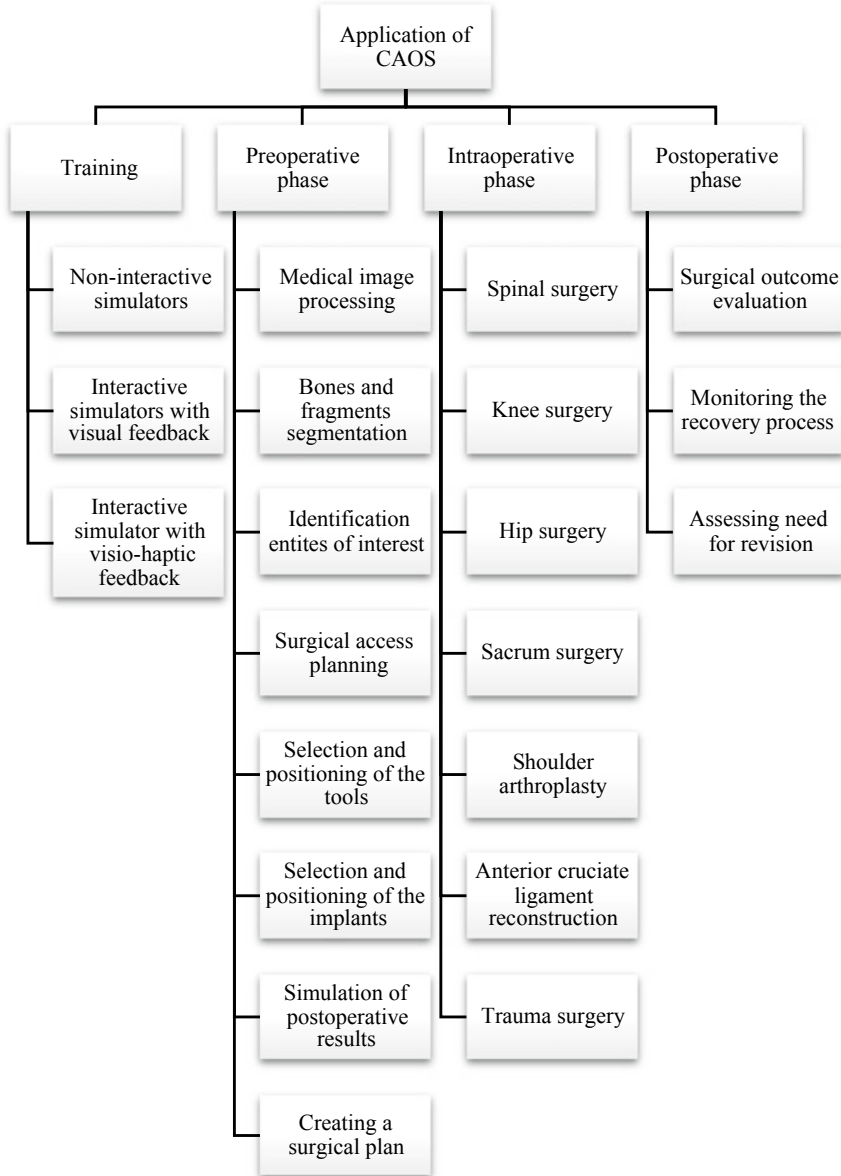 Application of
CAOS
Training
Non-interactive
simulators
Interactive
simulators with
visual feedback
Interactive
simulator with
visio-haptic
feedback
Preoperative
phase
Medical image
processing
Bones and
fragments
segmentation
Identification
entites of interest
Surgical access
planning
Selection and
positioning of the
tools
Selection and
positioning of the
implants
Simulation of
postoperative
results
Creating a
surgical plan
Intraoperative
phase
Spinal surgery
Knee surgery
Hip surgery
Sacrum surgery
Shoulder
arthroplasty
Anterior cruciate
ligament
reconstruction
Trauma surgery
Postoperative
phase
Surgical outcome
evaluation
Monitoring the
recovery process
Assessing need
for revision